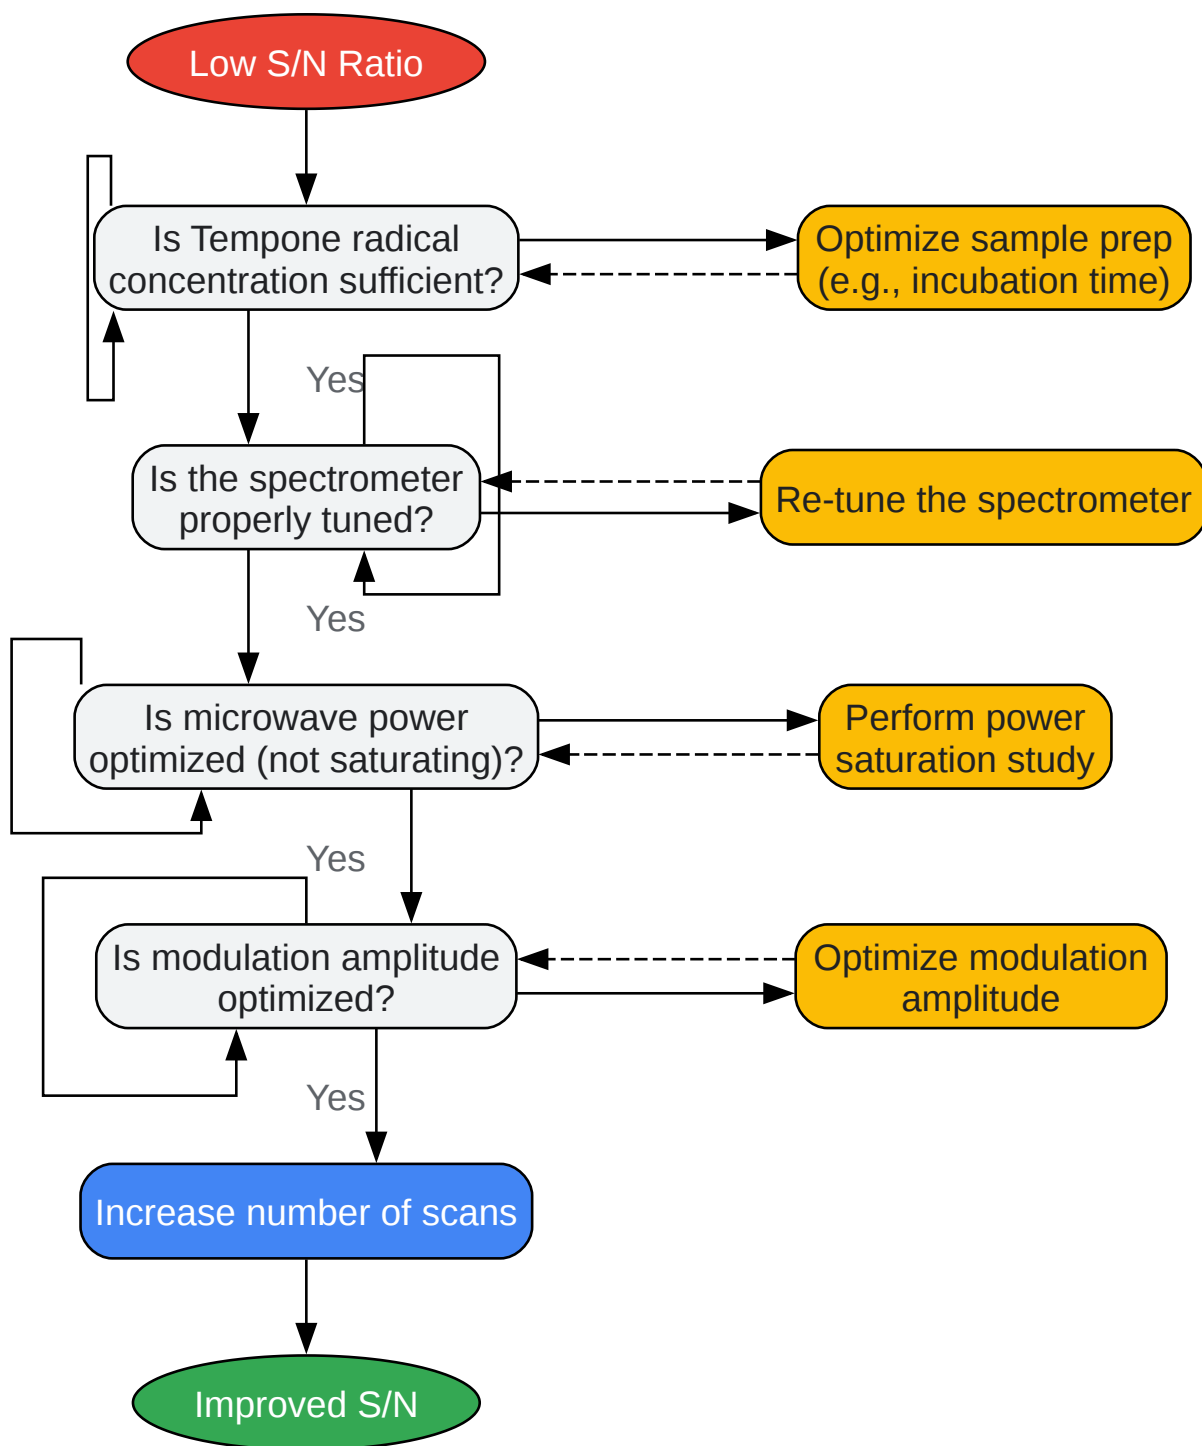 Low S/N Ratio
Is Tempone radical
concentration sufficient?
Optimize sample prep
(e.g., incubation time)
Yes
Is the spectrometer
properly tuned?
Re-tune the spectrometer
Yes
Is microwave power
optimized (not saturating)?
Perform power
saturation study
Yes
Is modulation amplitude
optimized?
Optimize modulation
amplitude
Yes
Increase number of scans
Improved S/N